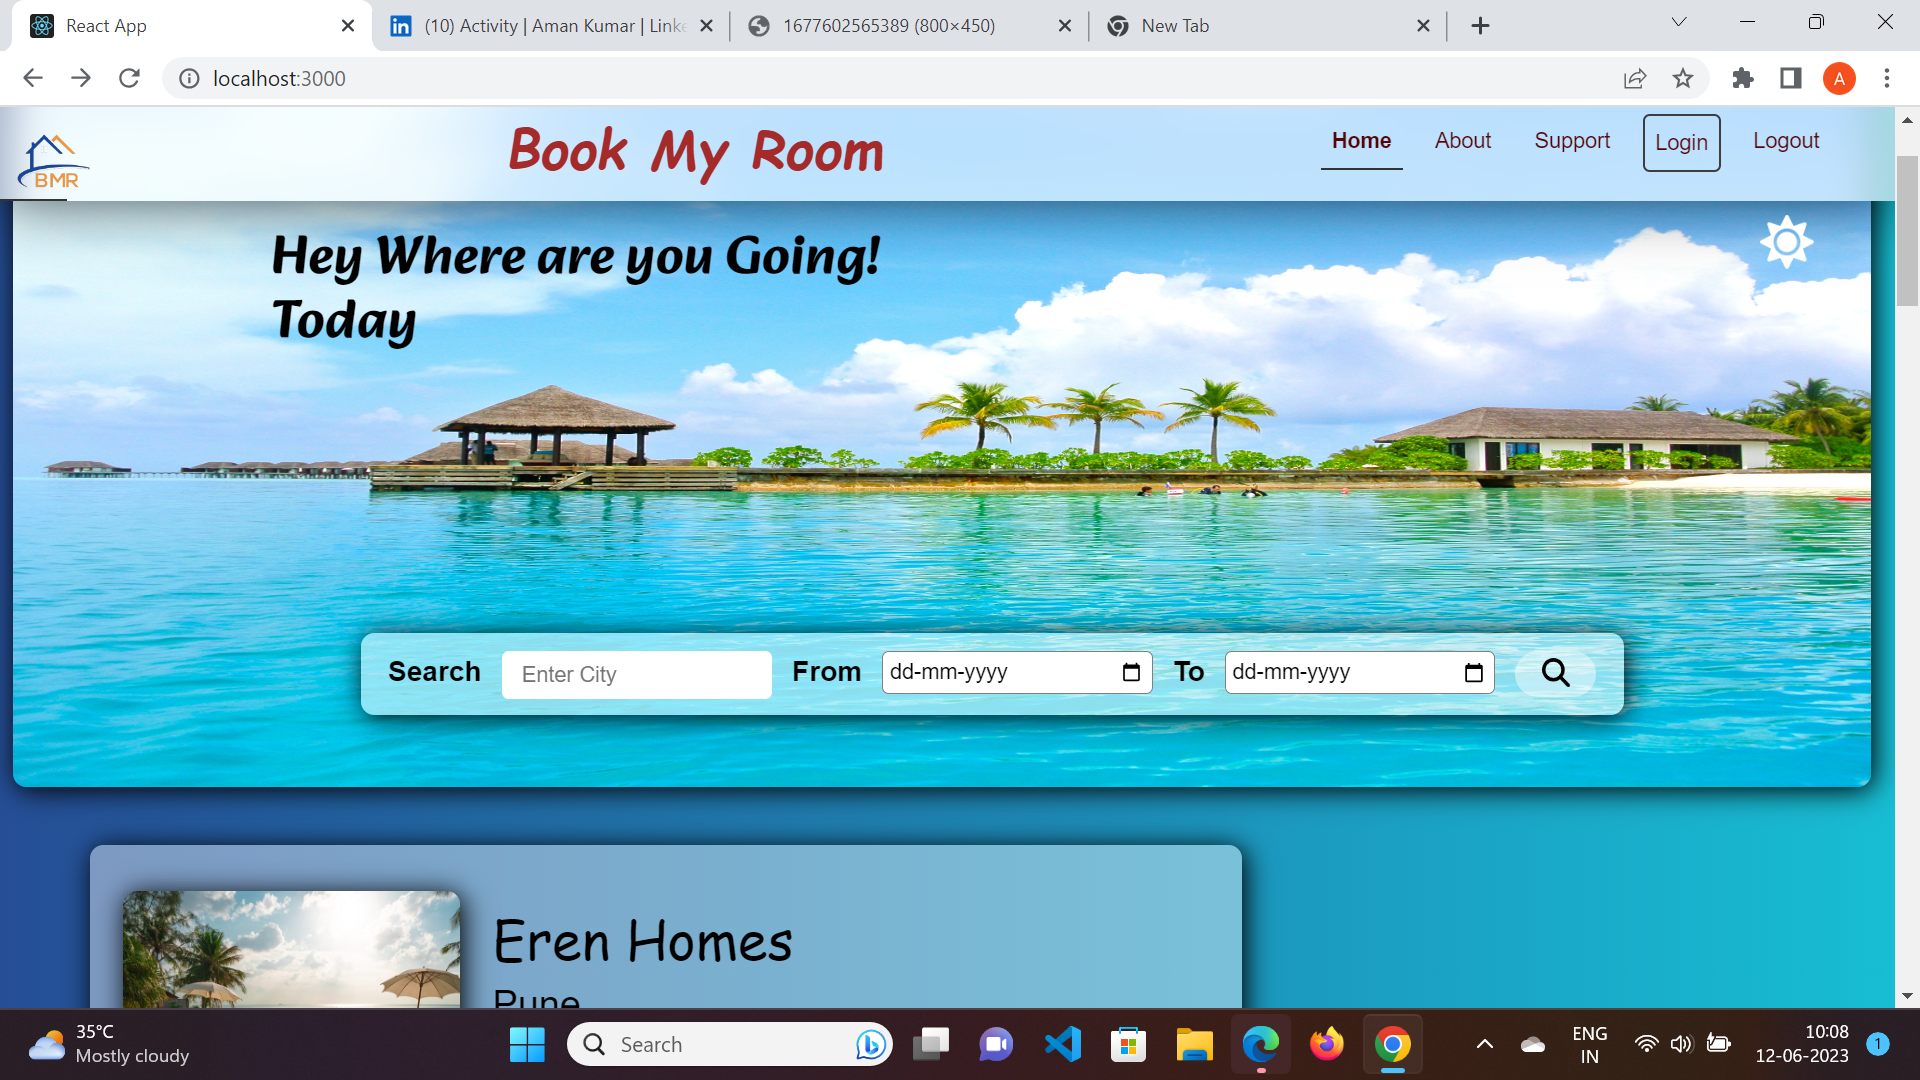 React App
(10) Activity | Aman Kumar | Linke
1677602565389 (800×450)
New Tab
localhost:3000
A
BMR
Book My Room
Home
About
Support
Login
Logout
Hey Where are you Going!
Today
Search
Enter City
From
dd-mm-yyyy
To
dd-mm-yyyy
Eren Homes
Pune
35°C
Mostly cloudy
Search
ENG
IN
10:08
12-06-2023
1